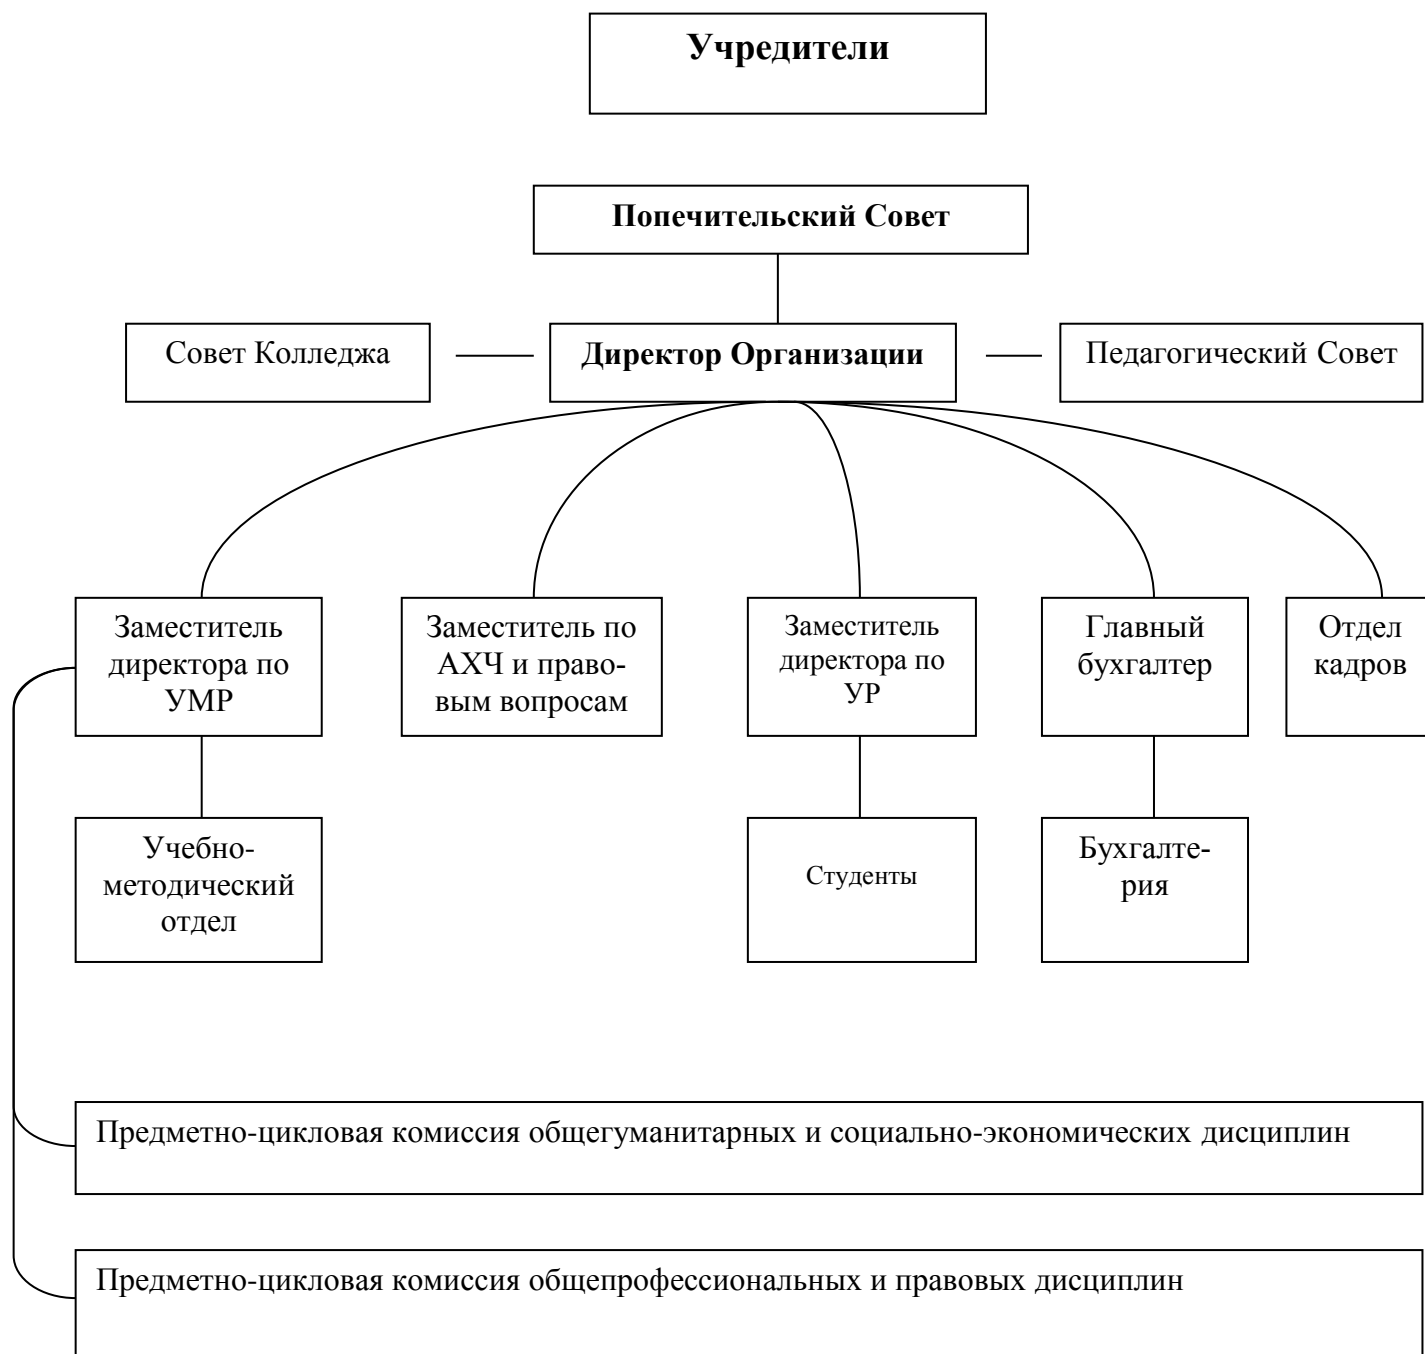 Учредители
Попечительский Совет
Совет Колледжа
Директор Организации
Педагогический Совет
Заместитель
директора по
УМР
Заместитель по
АХЧ и право-
вым вопросам
Заместитель
директора по
УР
Главный
бухгалтер
Отдел
кадров
Учебно-
методический
отдел
Студенты
Бухгалте-
рия
Предметно-цикловая комиссия общегуманитарных и социально-экономических дисциплин
Предметно-цикловая комиссия общепрофессиональных и правовых дисциплин